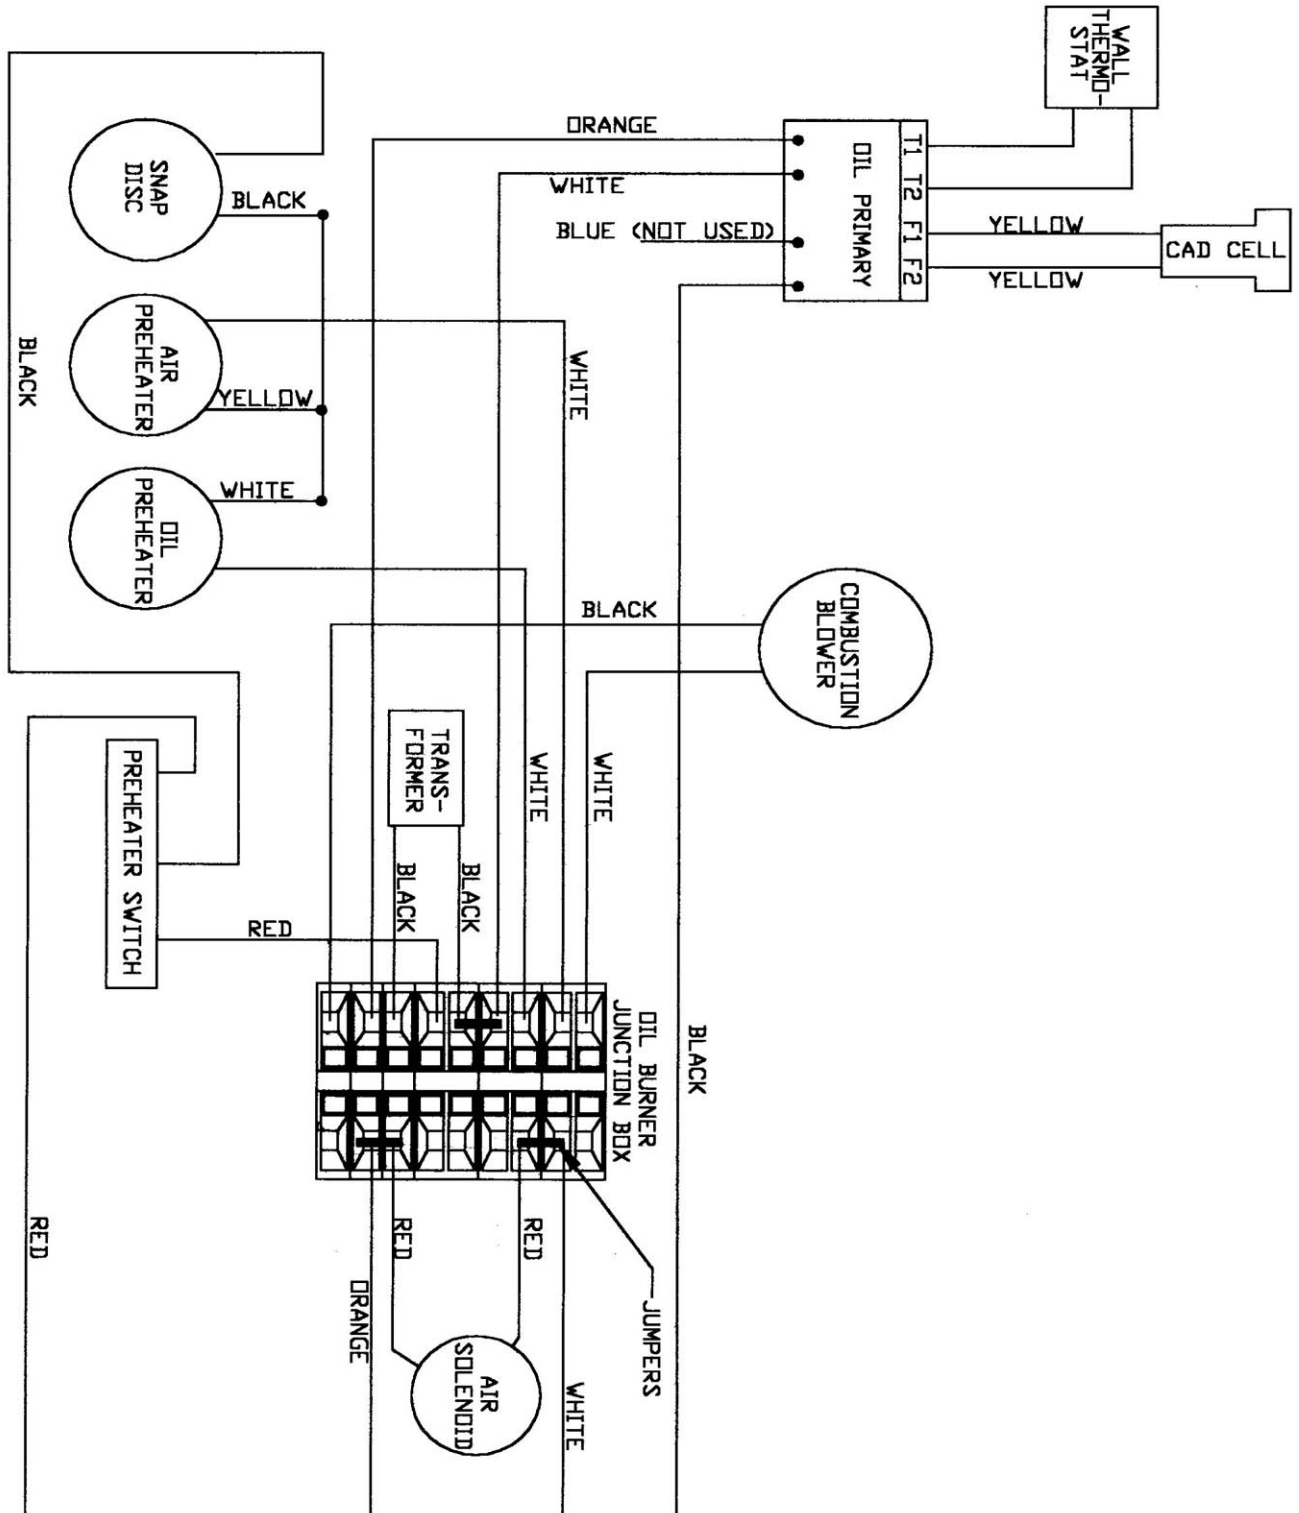 WALL
THERMO-
STAT
ORANGE
WHITE
BLUE (NOT USED)
OIL PRIMARY
T1
T2
F1
F2
YELLOW
YELLOW
CAD CELL
SNAP
DISC
BLACK
AIR
PREHEATER
YELLOW
OIL
PREHEATER
WHITE
BLACK
WHITE
BLACK
COMBUSTION
BLOWER
TRANS-
FORMER
WHITE
WHITE
BLACK
BLACK
PREHEATER SWITCH
RED
OIL BURNER
JUNCTION BOX
BLACK
RED
RED
RED
ORANGE
AIR
SOLENOID
WHITE
JUMPERS